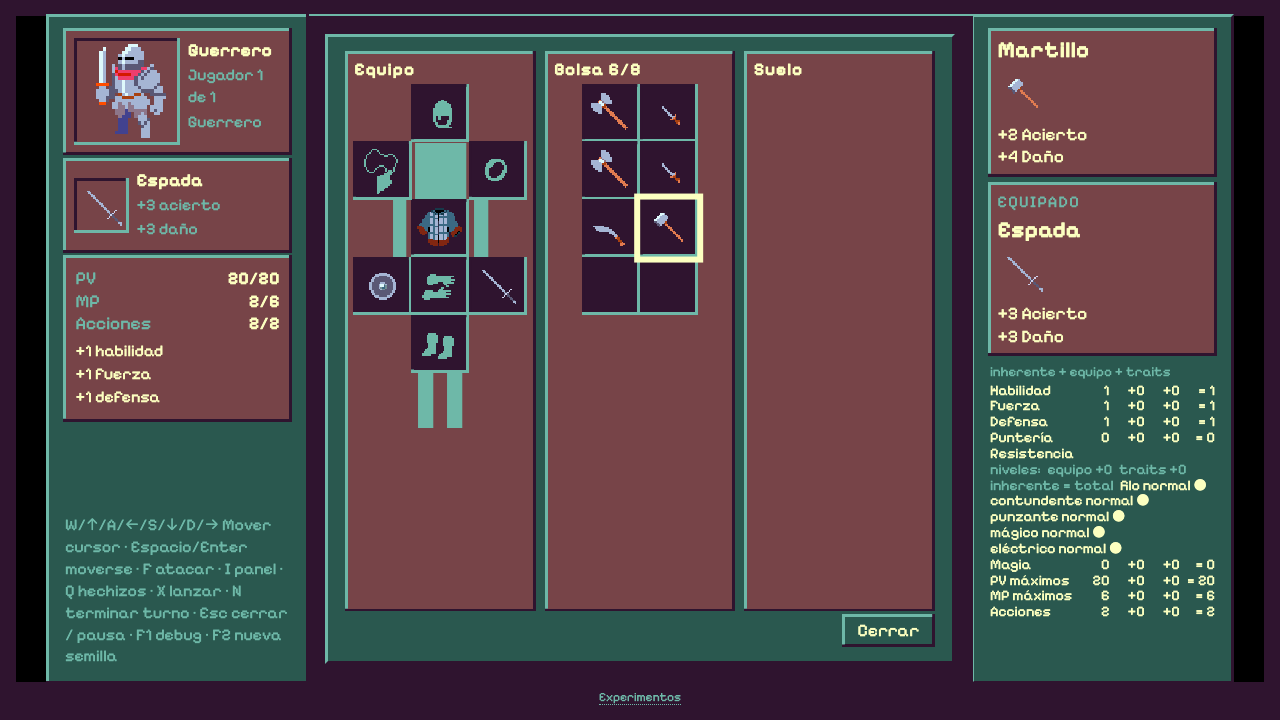 Guerrero
Jugador 1
de 1
Guerrero
Espada
+3 acierto
+3 daño
PV 20/20
MP 6/6
Acciones 2/2
+1 habilidad
+1 fuerza
+1 defensa
W/↑/A/←/S/↓/D/→ Mover
cursor · Espacio/Enter
moverse · F atacar · I panel ·
Q hechizos · X lanzar · N
terminar turno · Esc cerrar
/ pausa · F1 debug · F2 nueva
semilla
Equipo
Bolsa 6/8
Suelo
Cerrar
Martillo
+2 Acierto
+4 Daño
EQUIPADO
Espada
+3 Acierto
+3 Daño
inherente + equipo + traits
Habilidad 1 +0 +0 = 1
Fuerza 1 +0 +0 = 1
Defensa 1 +0 +0 = 1
Puntería 0 +0 +0 = 0
Resistencia
niveles: equipo +0 traits +0
inherente = total filo normal
contundente normal
punzante normal
mágico normal
eléctrico normal
Magia 0 +0 +0 = 0
PV máximos 20 +0 +0 = 20
MP máximos 6 +0 +0 = 6
Acciones 2 +0 +0 = 2
Experimentos